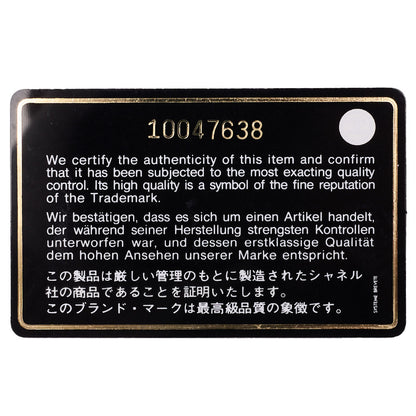 10047638
We certify the authenticity of this item and confirm
that it has been subjected to the most exacting quality
control. Its high quality is a symbol of the fine reputation
of the Trademark.
Wir bestätigen, dass es sich um einen Artikel handelt,
der während seiner Herstellung strengsten Kontrollen
unterworfen war, und dessen erstklassige Qualität
dem hohen Ansehen unserer Marke entspricht.
この製品は厳しい管理のもとに製造されたシャネル
社の商品であることを証明いたします。
このブランド・マークは最高級品質の象徴です。
SYSTEME BREVETE